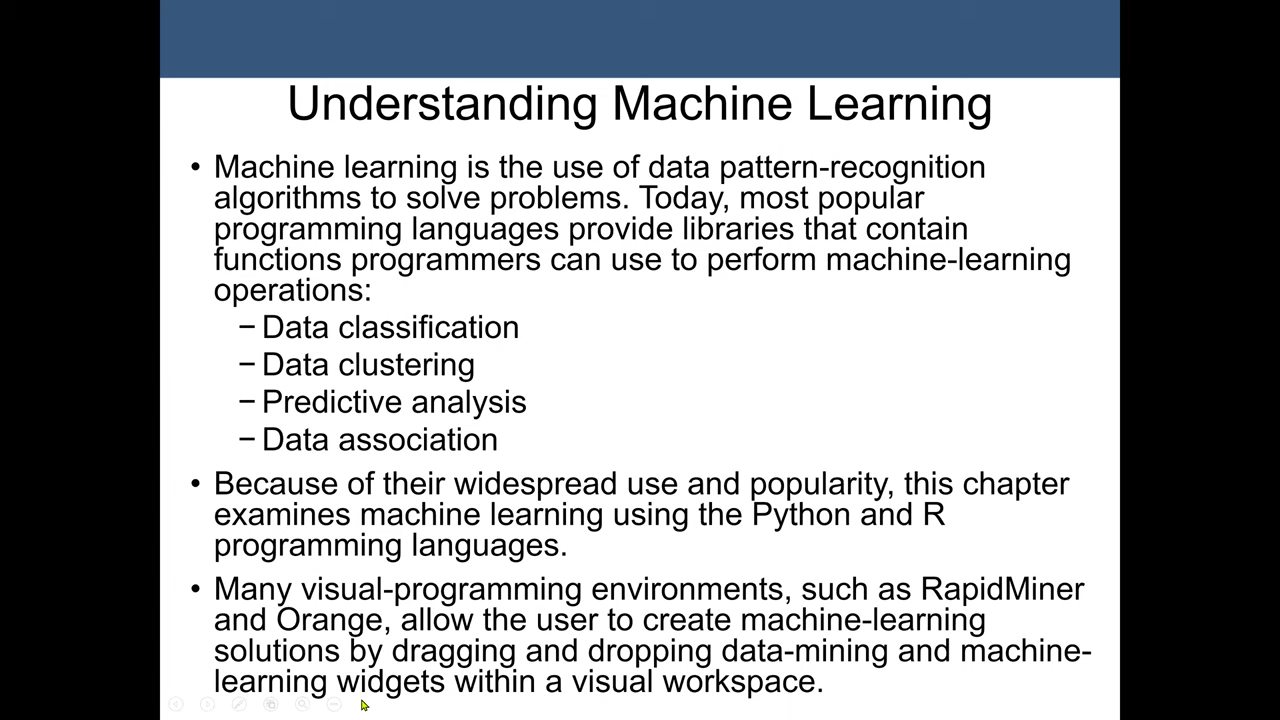 Understanding Machine Learning
• Machine learning is the use of data pattern-recognition
algorithms to solve problems. Today, most popular
programming languages provide libraries that contain
functions programmers can use to perform machine-learning
operations:
− Data classification
− Data clustering
− Predictive analysis
− Data association
• Because of their widespread use and popularity, this chapter
examines machine learning using the Python and R
programming languages.
• Many visual-programming environments, such as RapidMiner
and Orange, allow the user to create machine-learning
solutions by dragging and dropping data-mining and machine-
learning widgets within a visual workspace.